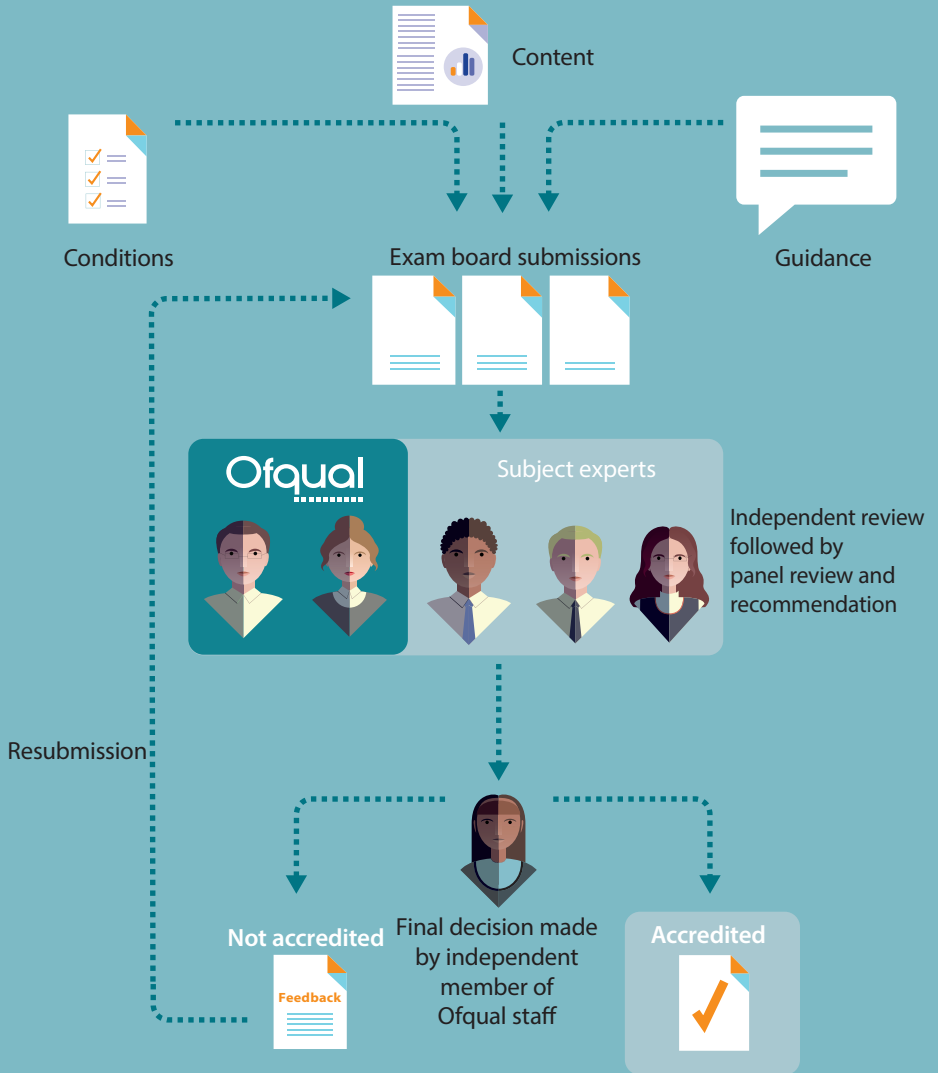 Content
Conditions
Exam board submissions
Guidance
Ofqual
Subject experts
Independent review
followed by
panel review and
recommendation
Resubmission
Not accredited
Feedback
Final decision made
by independent
member of
Ofqual staff
Accredited